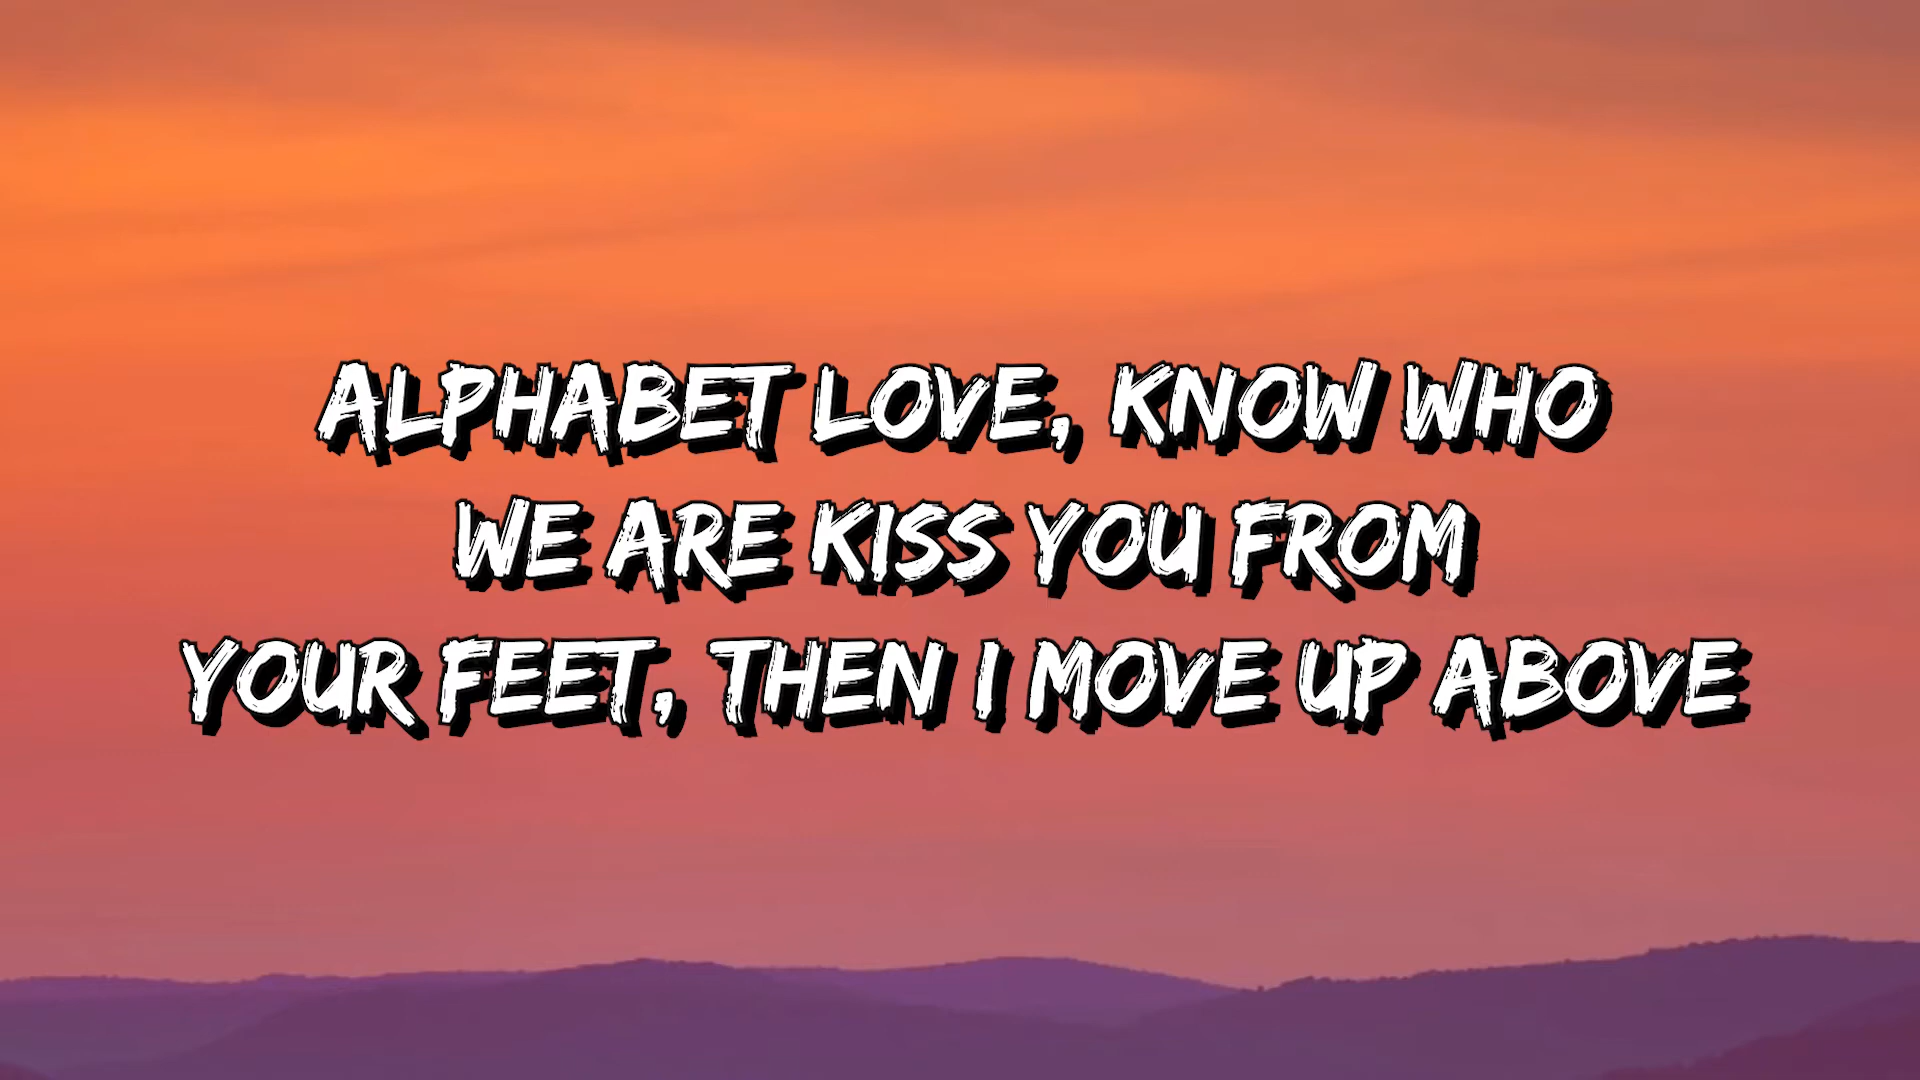 ALPHABET LOVE, KNOW WHO
WE ARE KISS YOU FROM
YOUR FEET, THEN I MOVE UP ABOVE